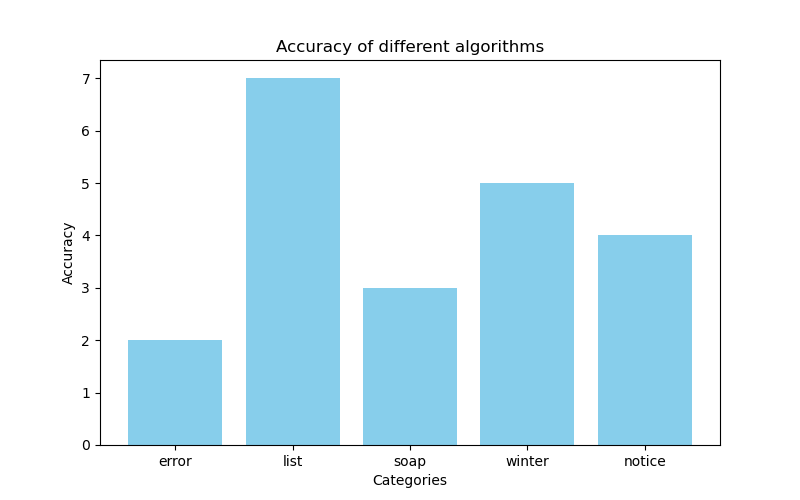 Accuracy of different algorithms
Accuracy
7
6
5
4
3
2
1
0
error list soap winter notice
Categories